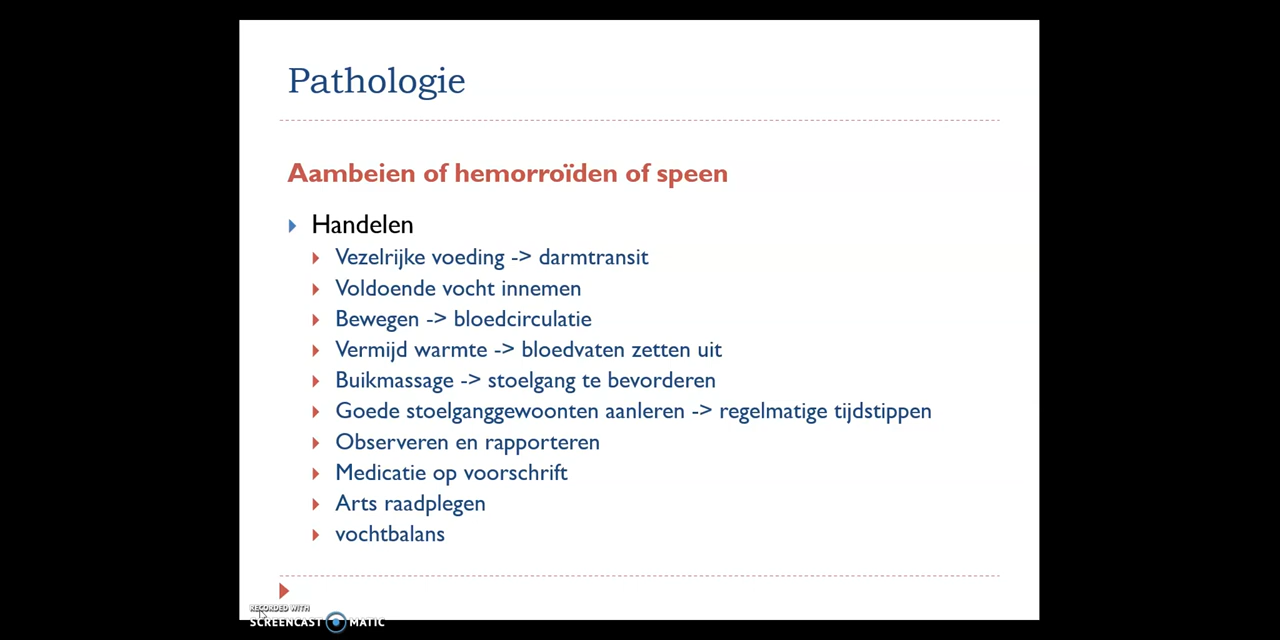 Pathologie
Aambeien of hemorroïden of speen
Handelen
Vezelrijke voeding -> darmtransit
Voldoende vocht innemen
Bewegen -> bloedcirculatie
Vermijd warmte -> bloedvaten zetten uit
Buikmassage -> stoelgang te bevorderen
Goede stoelganggewoonten aanleren -> regelmatige tijdstippen
Observeren en rapporteren
Medicatie op voorschrift
Arts raadplegen
vochtbalans
RECORDED WITH
SCREENCAST MATIC